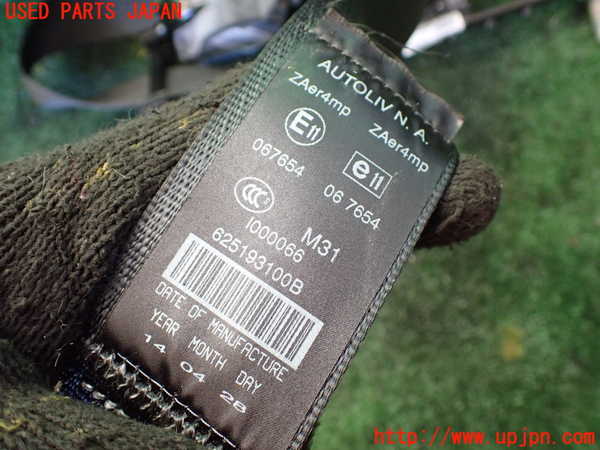 USED PARTS JAPAN
AUTOLIV N. A.
ZAer4mp ZAer4mp
E11
e11
067654
06 7654
CCC
I000066 M31
625193100B
DATE OF MANUFACTURE
YEAR MONTH DAY
14 04 28
http://www.upjpn.com/